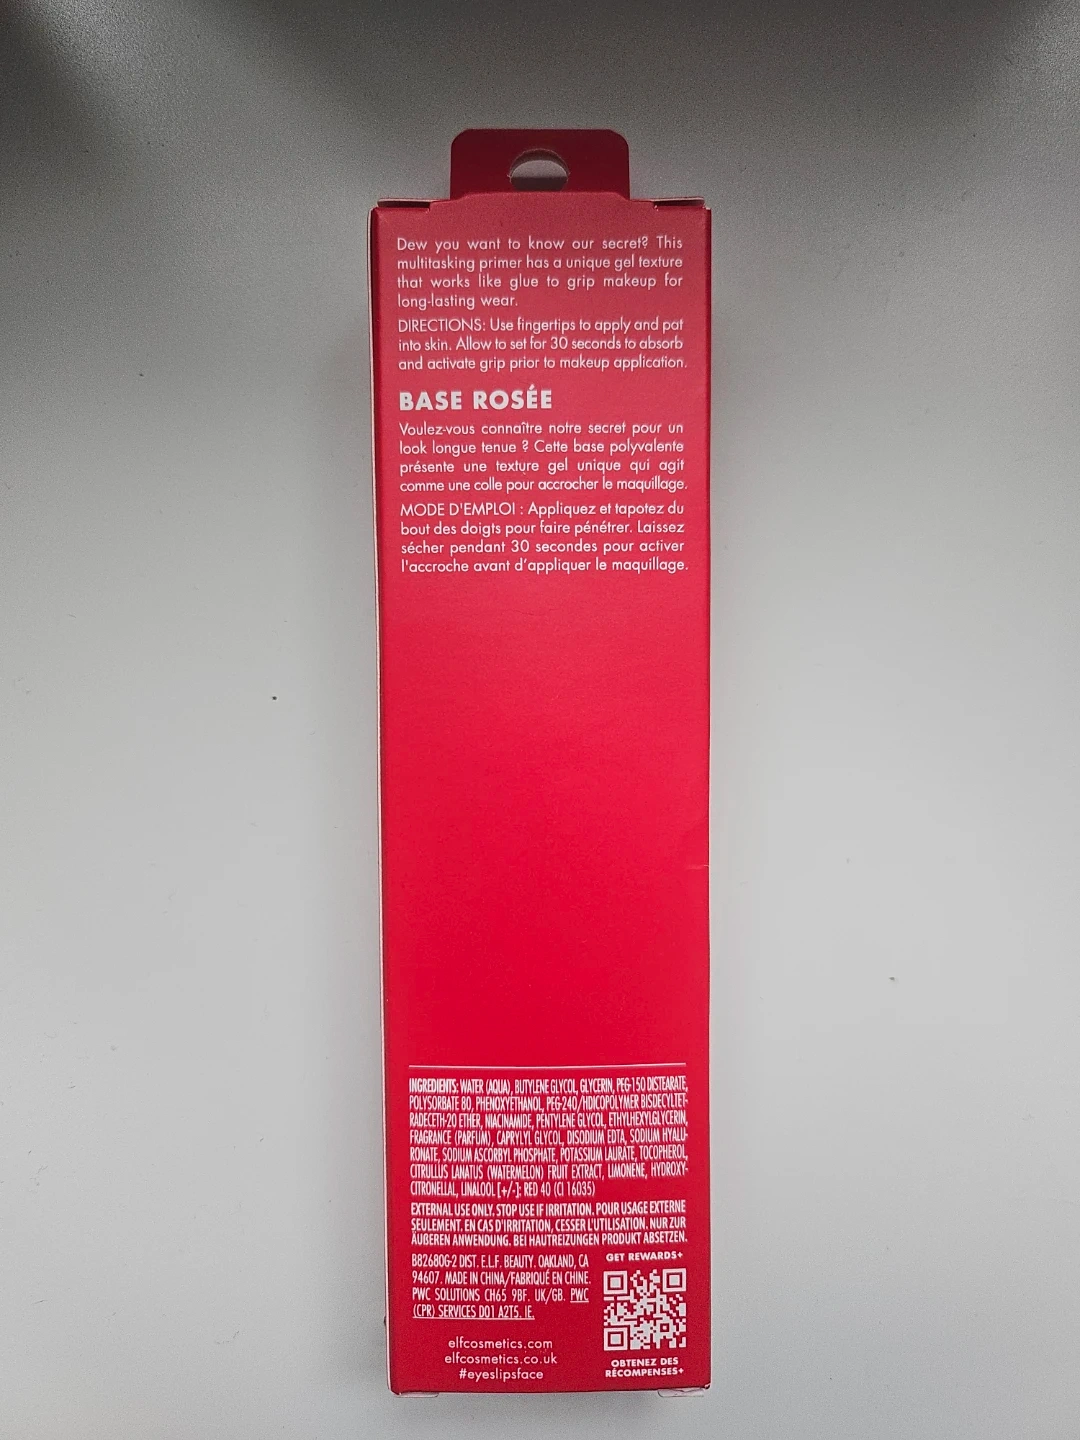 Dew you want to know our secret? This
multitasking primer has a unique gel texture
that works like glue to grip makeup for
long-lasting wear.
DIRECTIONS: Use fingertips to apply and pat
into skin. Allow to set for 30 seconds to absorb
and activate grip prior to makeup application.
BASE ROSÉE
Voulez-vous connaître notre secret pour un
look longue tenue ? Cette base polyvalente
présente une texture gel unique qui agit
comme une colle pour accrocher le maquillage.
MODE D'EMPLOI : Appliquez et tapotez du
bout des doigts pour faire pénétrer. Laissez
sécher pendant 30 secondes pour activer
l'accroche avant d'appliquer le maquillage.
INGREDIENTS: WATER (AQUA), BUTYLENE GLYCOL, GLYCERIN, PEG-150 DISTEARATE,
POLYSORBATE 80, PHENOXYETHANOL, PEG-240/HDICOPOLYMER BISDECYLTET-
RADECETH-20 ETHER, NIACINAMIDE, PENTYLENE GLYCOL, ETHYLHEXYLGLYCERIN,
FRAGRANCE (PARFUM), CAPRYLYL GLYCOL, DISODIUM EDTA, SODIUM HYALU-
RONATE, SODIUM ASCORBYL PHOSPHATE, POTASSIUM LAURATE, TOCOPHEROL,
CITRULLUS LANATUS (WATERMELON) FRUIT EXTRACT, LIMONENE, HYDROXY-
CITRONELLAL, LINALOOL [+/-]: RED 40 (CI 16035)
EXTERNAL USE ONLY. STOP USE IF IRRITATION. POUR USAGE EXTERNE
SEULEMENT. EN CAS D'IRRITATION, CESSER L'UTILISATION. NUR ZUR
ÄUßEREN ANWENDUNG. BEI HAUTREIZUNGEN PRODUKT ABSETZEN.
B82680G-2 DIST. E.L.F. BEAUTY. OAKLAND, CA
94607. MADE IN CHINA/FABRIQUÉ EN CHINE.
PWC SOLUTIONS CH65 9BF. UK/GB. PWC
(CPR) SERVICES D01 A2T5. IE.
GET REWARDS+
OBTENEZ DES
RÉCOMPENSES+
elfcosmetics.com
elfcosmetics.co.uk
#eyeslipsface